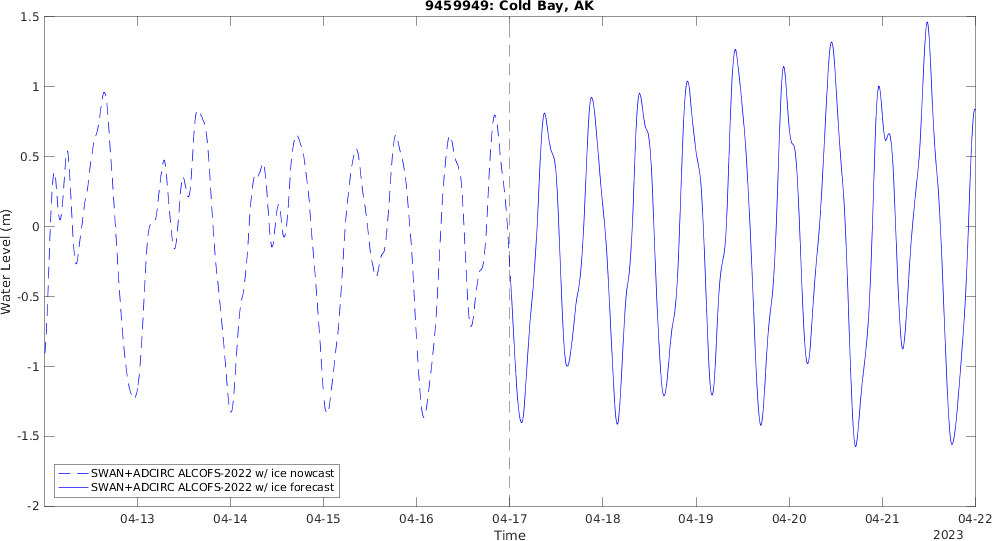 9459949: Cold Bay, AK
1.5
1
0.5
0
-0.5
-1
-1.5
-2
Water Level (m)
SWAN+ADCIRC ALCOFS-2022 w/ ice nowcast
SWAN+ADCIRC ALCOFS-2022 w/ ice forecast
04-13 04-14 04-15 04-16 04-17 04-18 04-19 04-20 04-21 04-22
Time
2023